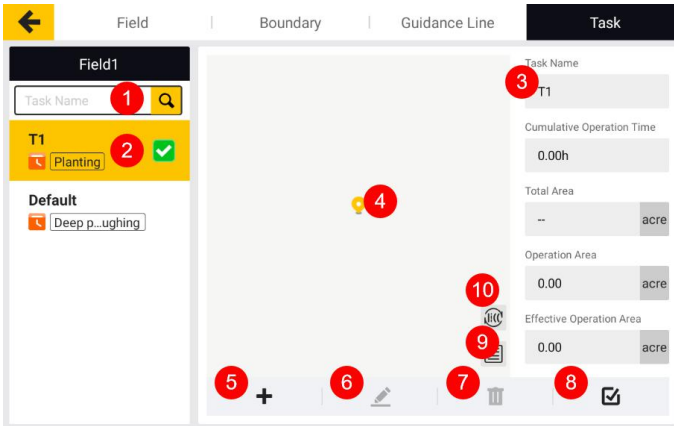 Field
Boundary
Guidance Line
Task
Field1
Task Name
1
T1
2
Planting
Default
Deep p...ughing
4
10
9
5
6
7
8
Task Name
3
T1
Cumulative Operation Time
0.00h
Total Area
-- acre
Operation Area
0.00 acre
Effective Operation Area
0.00 acre